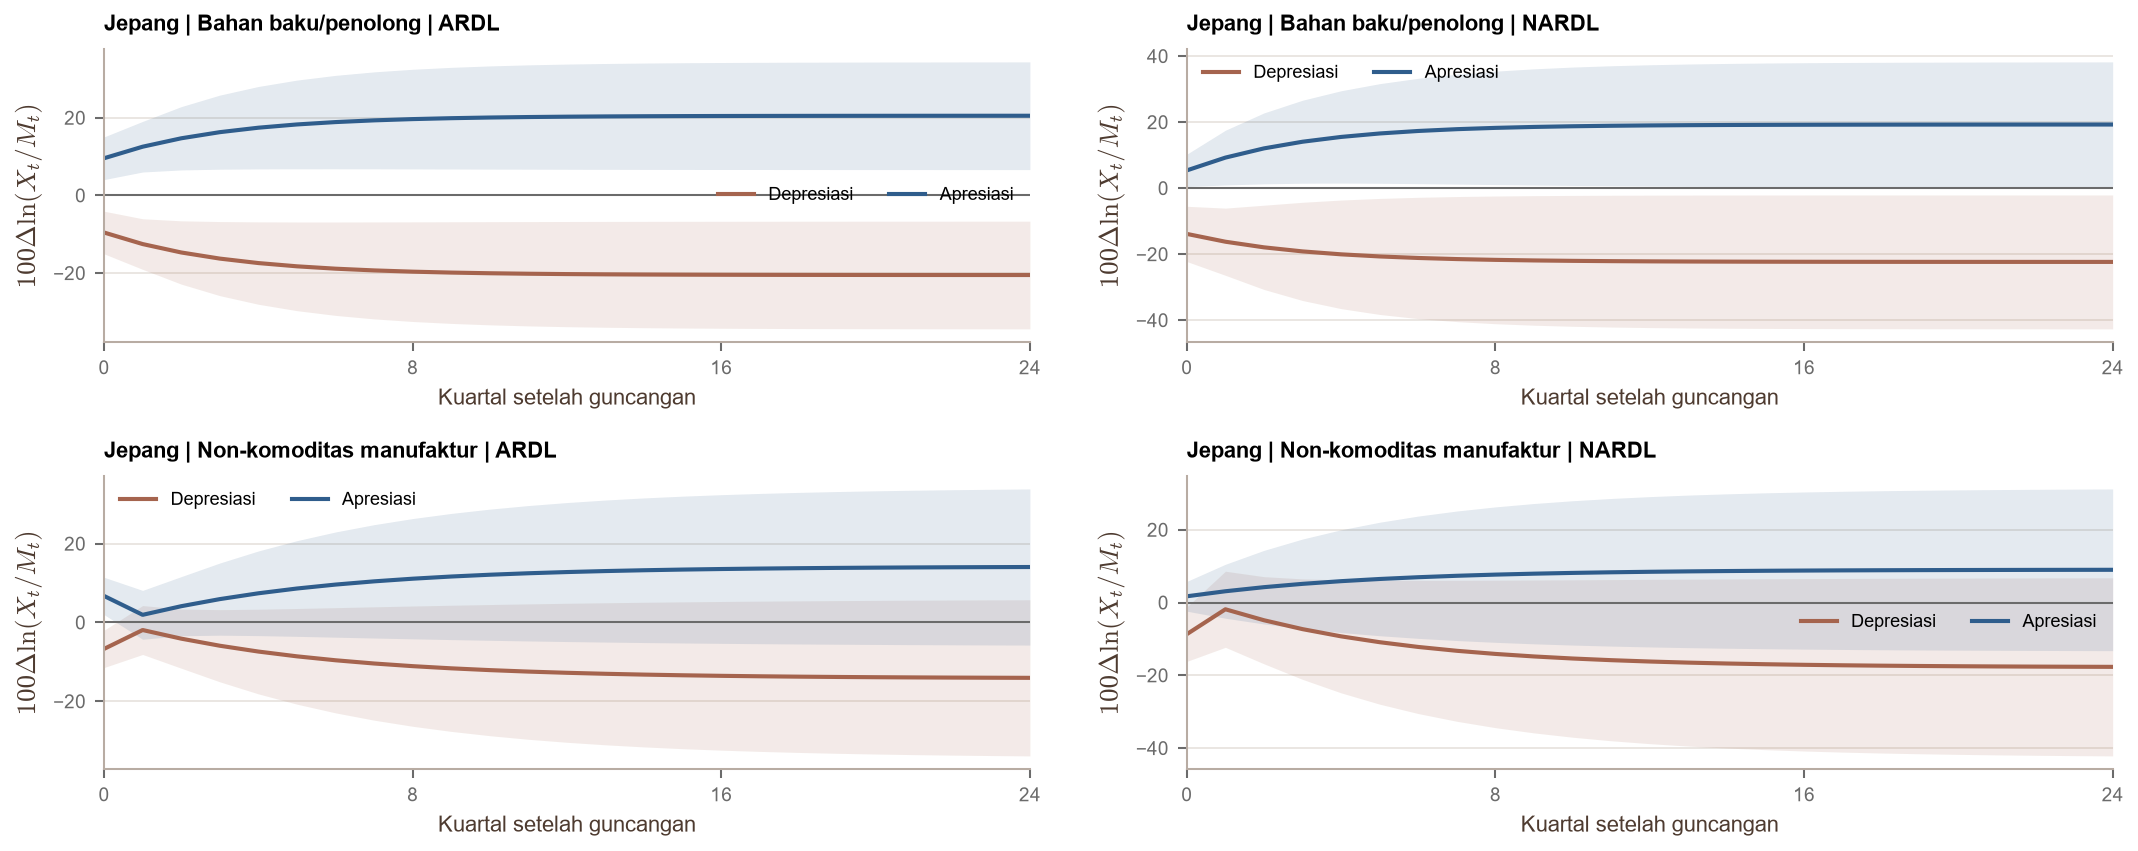 Jepang | Bahan baku/penolong | ARDL
100Δln(Xt/Mt)
20
0
−20
Depresiasi Apresiasi
0 8 16 24
Kuartal setelah guncangan
Jepang | Bahan baku/penolong | NARDL
100Δln(Xt/Mt)
40
20
0
−20
−40
Depresiasi Apresiasi
0 8 16 24
Kuartal setelah guncangan
Jepang | Non-komoditas manufaktur | ARDL
Depresiasi Apresiasi
100Δln(Xt/Mt)
20
0
−20
0 8 16 24
Kuartal setelah guncangan
Jepang | Non-komoditas manufaktur | NARDL
100Δln(Xt/Mt)
20
0
−20
−40
Depresiasi Apresiasi
0 8 16 24
Kuartal setelah guncangan